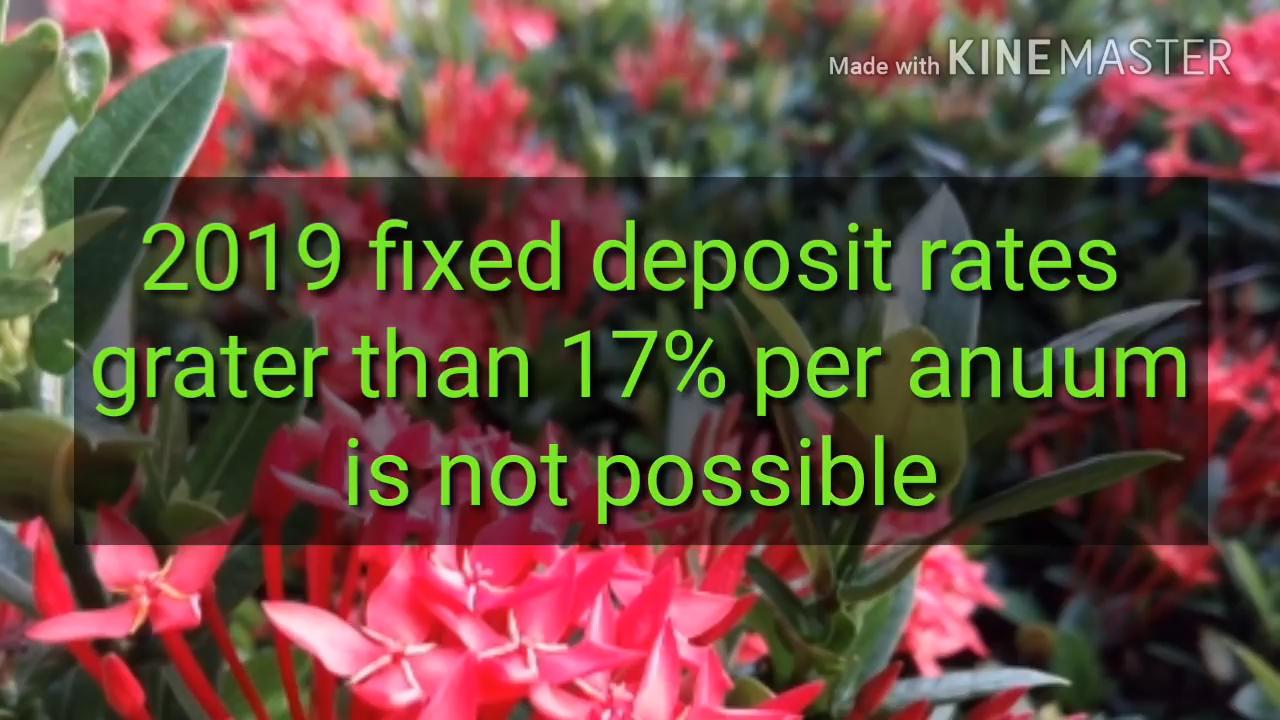 Made with KINEMASTER
2019 fixed deposit rates
grater than 17% per anuum
is not possible